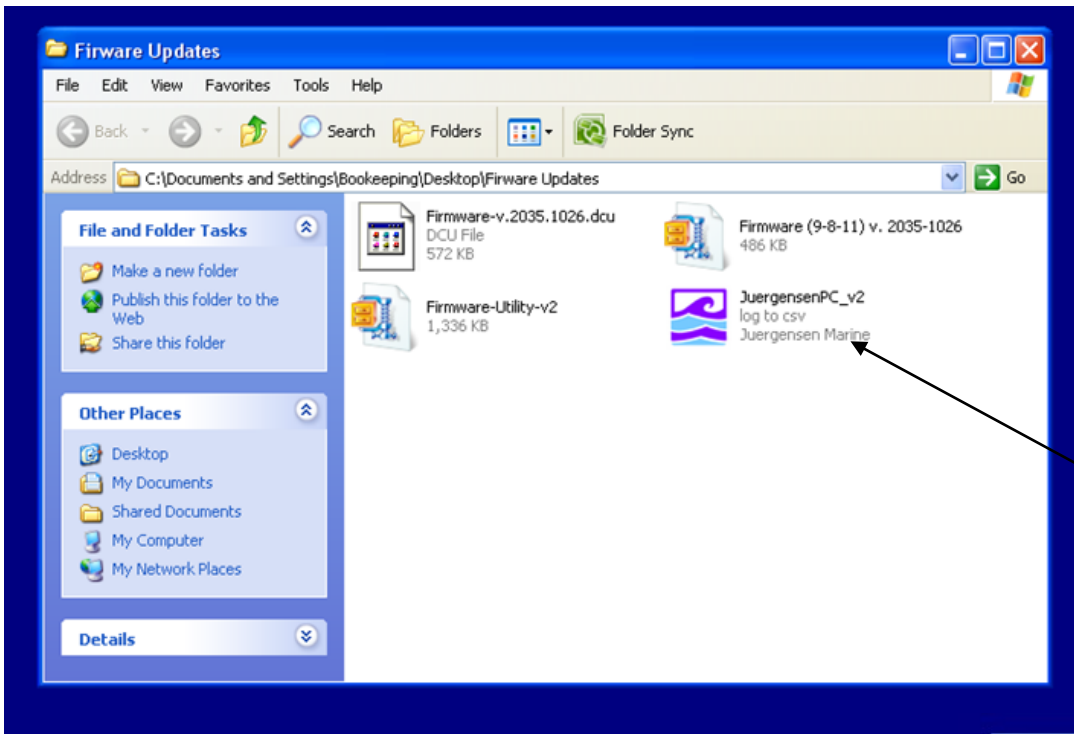 Firware Updates
File Edit View Favorites Tools Help
Back Search Folders Folder Sync
Address C:\Documents and Settings\Bookeeping\Desktop\Firware Updates Go
File and Folder Tasks
Make a new folder
Publish this folder to the
Web
Share this folder
Other Places
Desktop
My Documents
Shared Documents
My Computer
My Network Places
Details
Firmware-v.2035.1026.dcu
DCU File
572 KB
Firmware (9-8-11) v. 2035-1026
486 KB
Firmware-Utility-v2
1,336 KB
JuergensenPC_v2
log to csv
Juergensen Marine